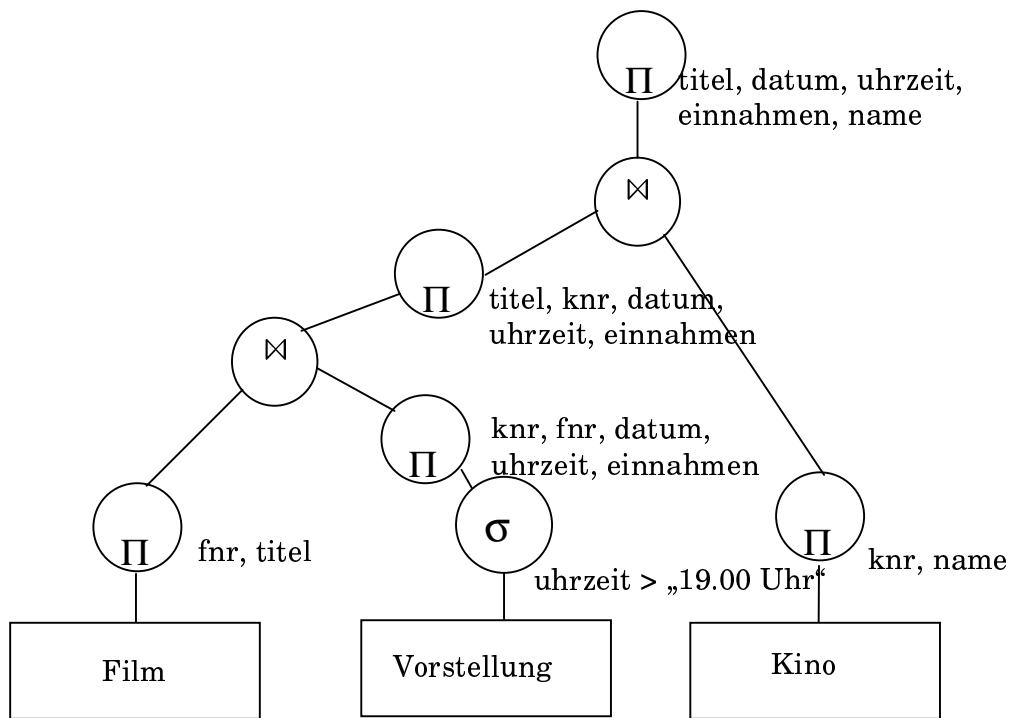 Π titel, datum, uhrzeit,
einnahmen, name
⋈
Π titel, knr, datum,
uhrzeit, einnahmen
⋈
Π knr, fnr, datum,
uhrzeit, einnahmen
σ
uhrzeit > „19.00 Uhr“
Π fnr, titel
Π knr, name
Film
Vorstellung
Kino